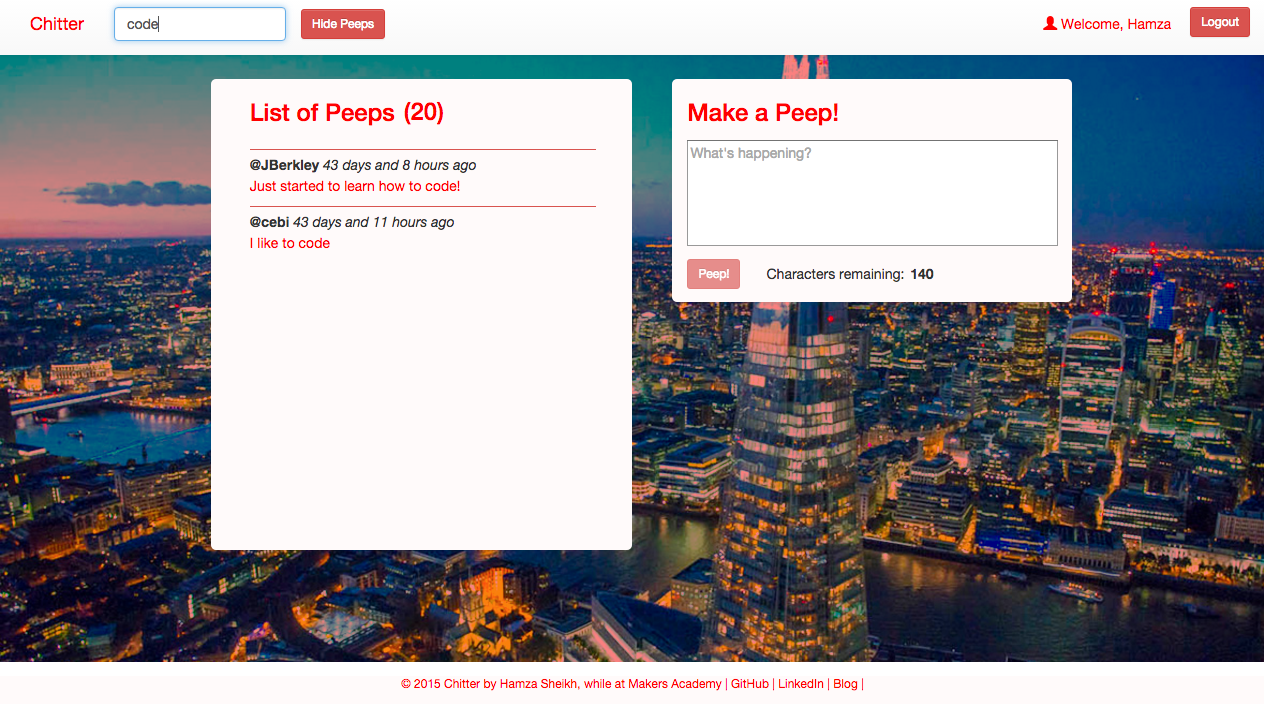 Chitter
code
Hide Peeps
Welcome, Hamza
Logout
List of Peeps (20)
@JBerkley 43 days and 8 hours ago
Just started to learn how to code!
@cebi 43 days and 11 hours ago
I like to code
Make a Peep!
What's happening?
Peep!
Characters remaining: 140
© 2015 Chitter by Hamza Sheikh, while at Makers Academy | GitHub | LinkedIn | Blog |